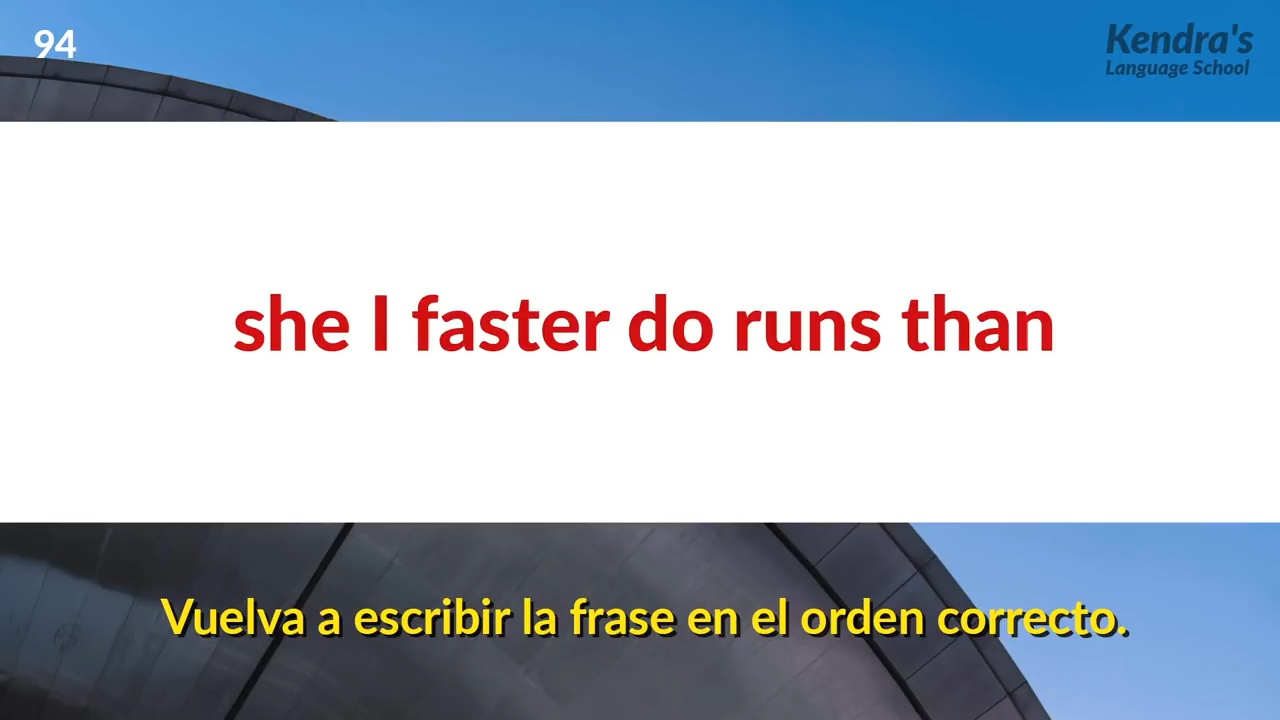 94
Kendra's
Language School
she I faster do runs than
Vuelva a escribir la frase en el orden correcto.